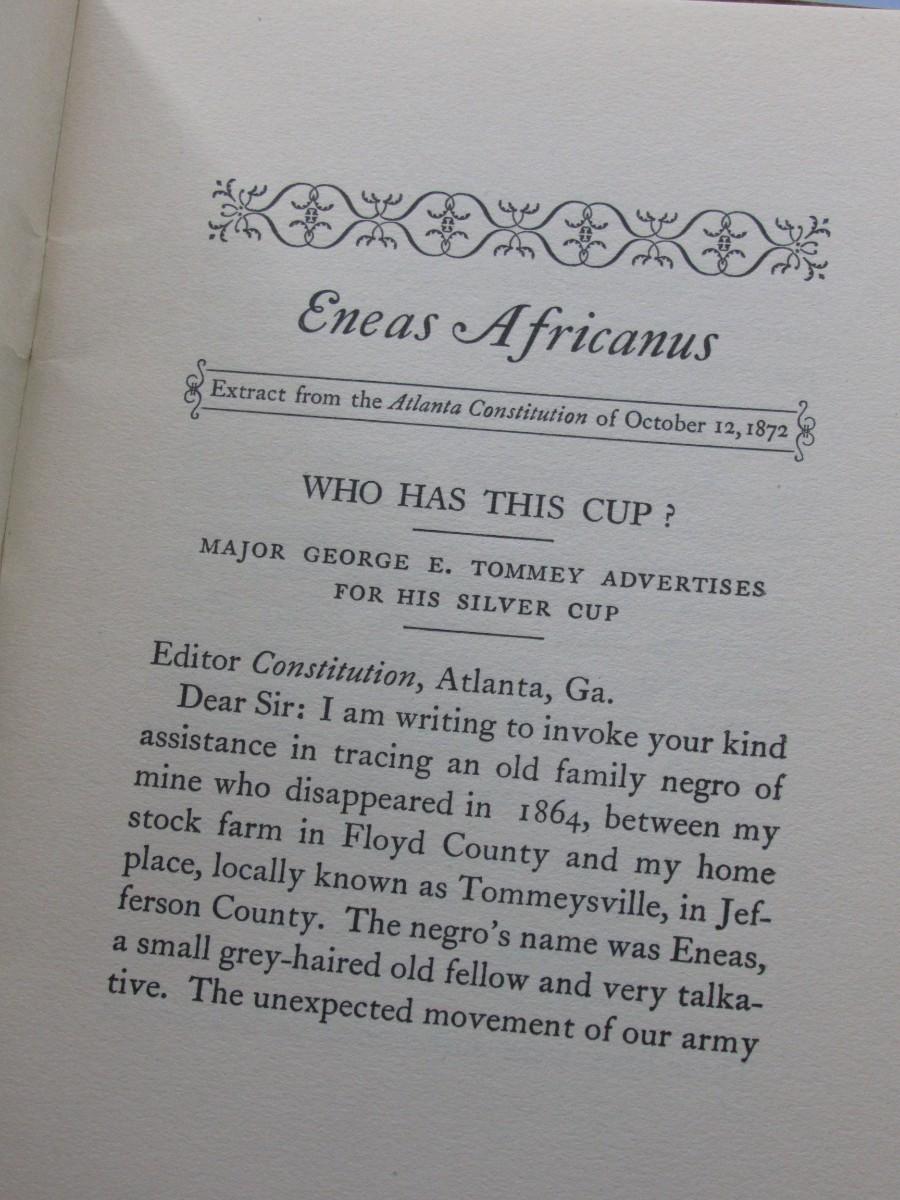 Eneas Africanus
Extract from the Atlanta Constitution of October 12, 1872
WHO HAS THIS CUP?
MAJOR GEORGE E. TOMMEY ADVERTISES
FOR HIS SILVER CUP
Editor Constitution, Atlanta, Ga.
Dear Sir: I am writing to invoke your kind
assistance in tracing an old family negro of
mine who disappeared in 1864, between my
stock farm in Floyd County and my home
place, locally known as Tommeysville, in Jef-
ferson County. The negro's name was Eneas,
a small grey-haired old fellow and very talka-
tive. The unexpected movement of our army